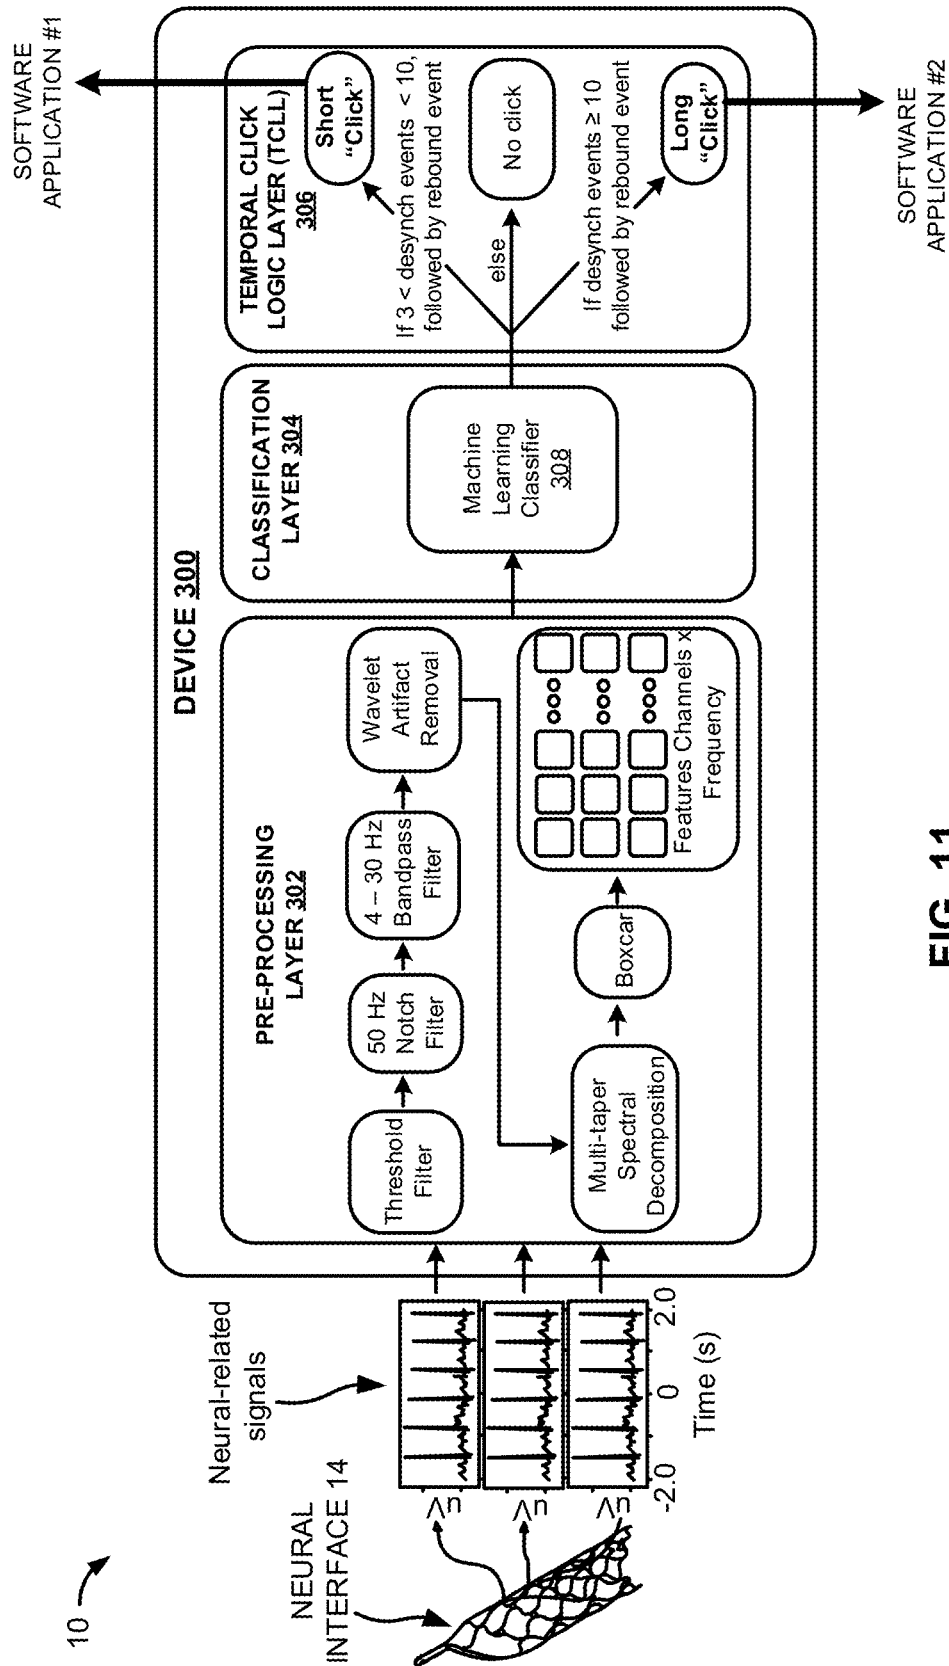 10
NEURAL
INTERFACE 14
Neural-related
signals
uV
uV
uV
-2.0
0
2.0
Time (s)
DEVICE 300
PRE-PROCESSING
LAYER 302
Threshold
Filter
50 Hz
Notch
Filter
4 – 30 Hz
Bandpass
Filter
Wavelet
Artifact
Removal
Multi-taper
Spectral
Decomposition
Boxcar
Features Channels x
Frequency
CLASSIFICATION
LAYER 304
Machine
Learning
Classifier
308
TEMPORAL CLICK
LOGIC LAYER (TCLL)
306
If 3 < desynch events < 10,
followed by rebound event
Short
“Click”
else
No click
If desynch events ≥ 10
followed by rebound event
Long
“Click”
SOFTWARE
APPLICATION #1
SOFTWARE
APPLICATION #2
FIG. 11